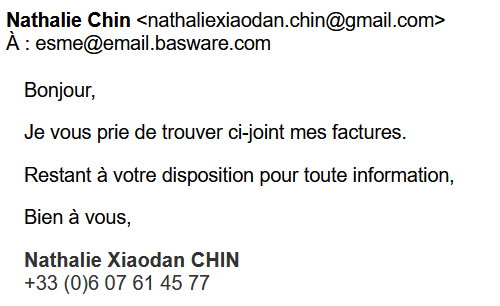 Nathalie Chin <nathaliexiaodan.chin@gmail.com>
À : esme@email.basware.com
Bonjour,
Je vous prie de trouver ci-joint mes factures.
Restant à votre disposition pour toute information,
Bien à vous,
Nathalie Xiaodan CHIN
+33 (0)6 07 61 45 77